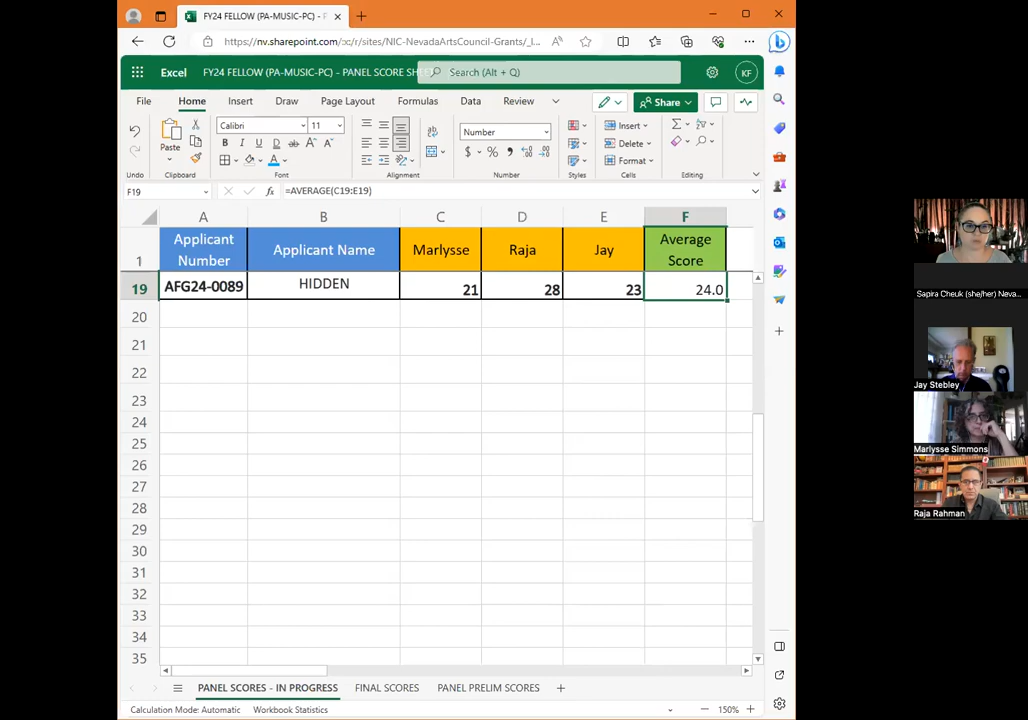 FY24 FELLOW (PA-MUSIC-PC) - F
https://nv.sharepoint.com/:x:/r/sites/NIC-NevadaArtsCouncil-Grants/_l...
Excel
FY24 FELLOW (PA-MUSIC-PC) - PANEL SCORE SH
Search (Alt + Q)
KF
File
Home
Insert
Draw
Page Layout
Formulas
Data
Review
Share
Paste
Calibri
11
B I U D ab
A A
Number
$ % 9
Insert
Delete
Format
Undo
Clipboard
Font
Alignment
Number
Cells
Editing
F19
fx
=AVERAGE(C19:E19)
A B C D E F
1
Applicant Number
Applicant Name
Marlysse
Raja
Jay
Average Score
19 AFG24-0089 HIDDEN 21 28 23 24.0
20
21
22
23
24
25
26
27
28
29
30
31
32
33
34
35
PANEL SCORES - IN PROGRESS
FINAL SCORES
PANEL PRELIM SCORES
Calculation Mode: Automatic
Workbook Statistics
150%
Sapira Cheuk (she/her) Neva...
Jay Stebley
Marlysse Simmons
Raja Rahman